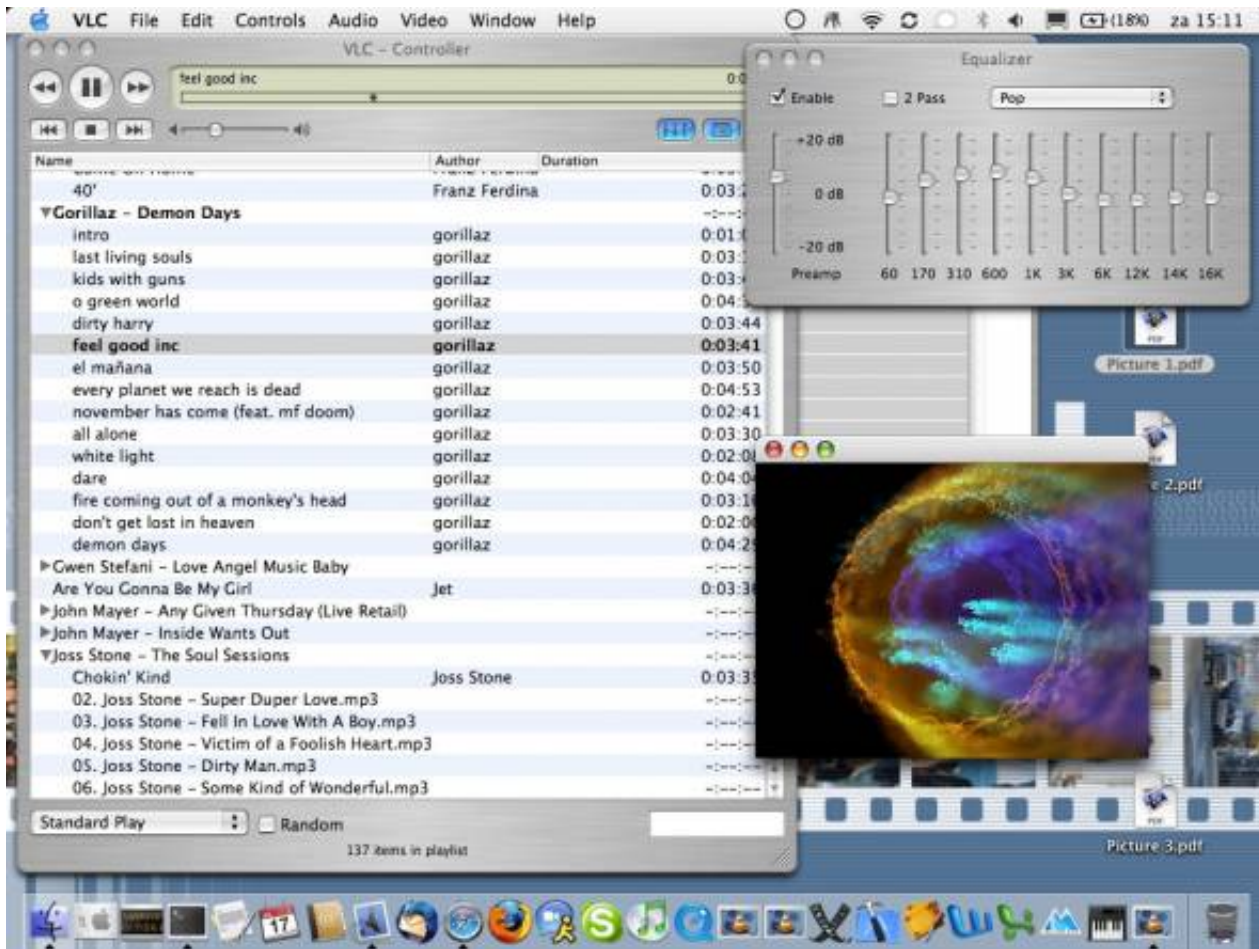 VLC File Edit Controls Audio Video Window Help (18%) za 15:11
VLC – Controller
feel good inc
Name Author Duration
40' Franz Ferdina
Gorillaz – Demon Days -:--:--
intro gorillaz
last living souls gorillaz
kids with guns gorillaz
o green world gorillaz
dirty harry gorillaz 0:03:44
feel good inc gorillaz 0:03:41
el mañana gorillaz 0:03:50
every planet we reach is dead gorillaz 0:04:53
november has come (feat. mf doom) gorillaz 0:02:41
all alone gorillaz 0:03:30
white light gorillaz
dare gorillaz
fire coming out of a monkey's head gorillaz
don't get lost in heaven gorillaz
demon days gorillaz
Gwen Stefani – Love Angel Music Baby -:--:--
Are You Gonna Be My Girl Jet
John Mayer – Any Given Thursday (Live Retail) -:--:--
John Mayer – Inside Wants Out -:--:--
Joss Stone – The Soul Sessions -:--:--
Chokin' Kind Joss Stone
02. Joss Stone – Super Duper Love.mp3 -:--:--
03. Joss Stone – Fell In Love With A Boy.mp3 -:--:--
04. Joss Stone – Victim of a Foolish Heart.mp3 -:--:--
05. Joss Stone – Dirty Man.mp3 -:--:--
06. Joss Stone – Some Kind of Wonderful.mp3 -:--:--
Standard Play Random
137 items in playlist
Equalizer
Enable 2 Pass Pop
+20 dB
0 dB
-20 dB
Preamp 60 170 310 600 1K 3K 6K 12K 14K 16K
PDF
Picture 1.pdf
2.pdf
PDF
Picture 3.pdf
17